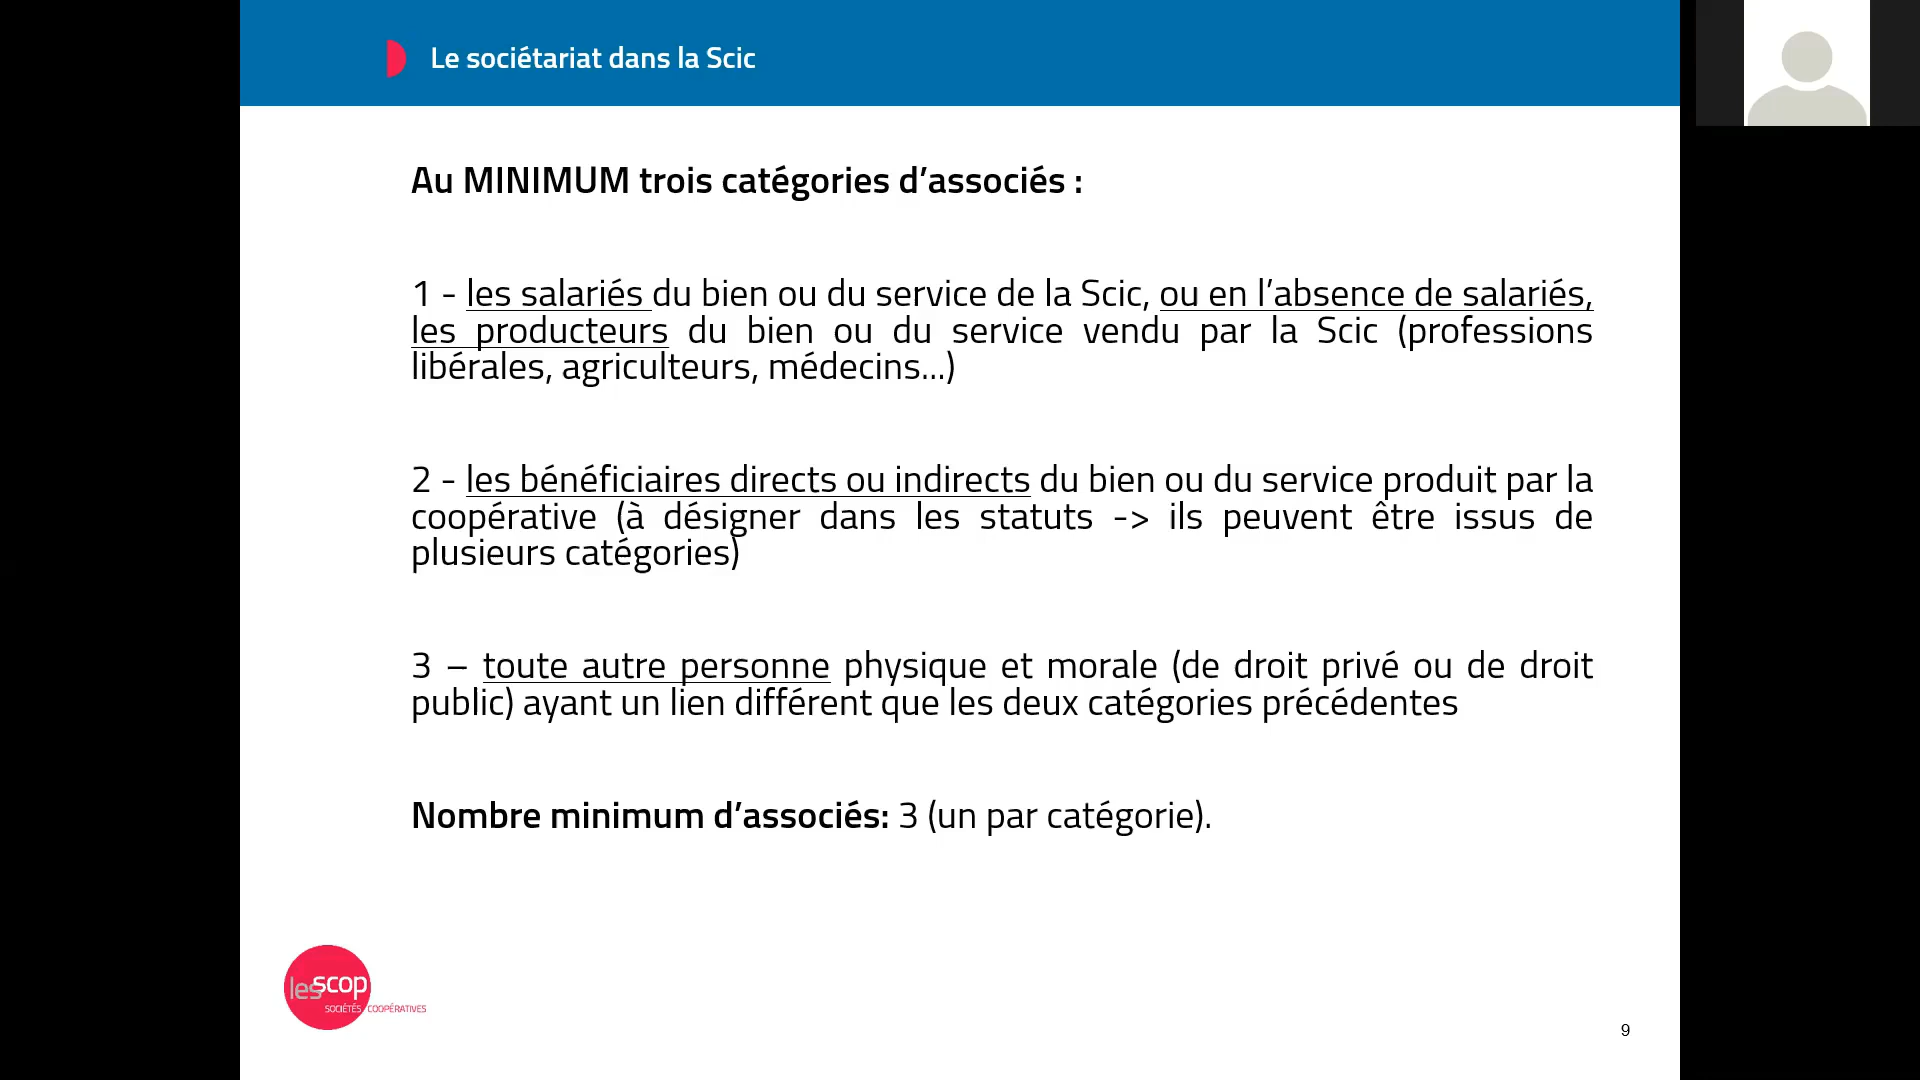 Le sociétariat dans la Scic
Au MINIMUM trois catégories d’associés :
1 - les salariés du bien ou du service de la Scic, ou en l’absence de salariés,
les producteurs du bien ou du service vendu par la Scic (professions
libérales, agriculteurs, médecins...)
2 - les bénéficiaires directs ou indirects du bien ou du service produit par la
coopérative (à désigner dans les statuts -> ils peuvent être issus de
plusieurs catégories)
3 – toute autre personne physique et morale (de droit privé ou de droit
public) ayant un lien différent que les deux catégories précédentes
Nombre minimum d’associés: 3 (un par catégorie).
les scop
SOCIÉTÉS COOPÉRATIVES
9